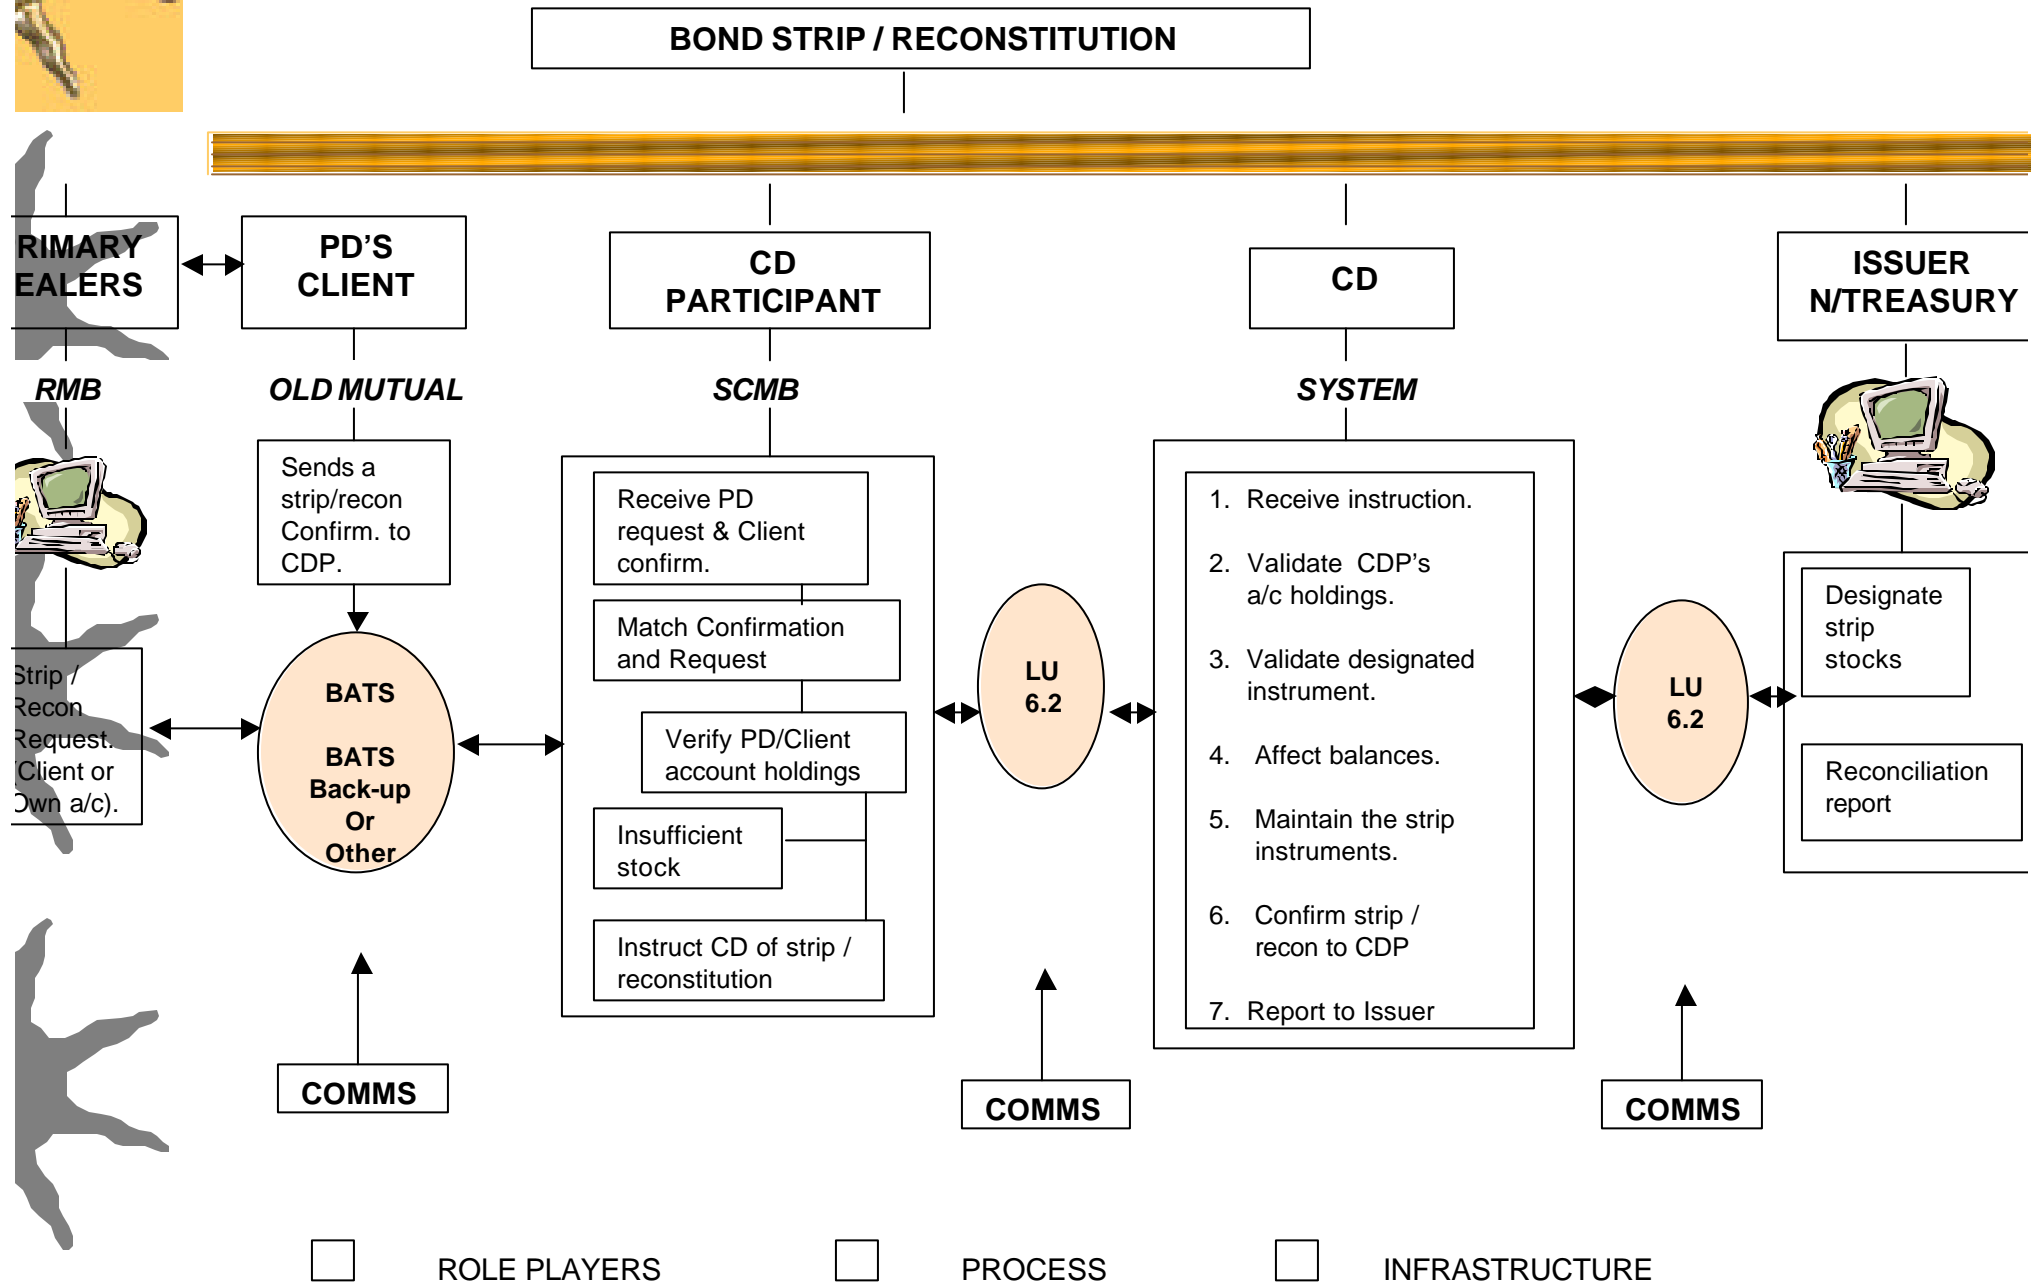 BOND STRIP / RECONSTITUTION
RIMARY
EALERS
PD'S
CLIENT
CD
PARTICIPANT
CD
ISSUER
N/TREASURY
RMB
OLD MUTUAL
SCMB
SYSTEM
Strip /
Recon
Request.
(Client or
Own a/c).
Sends a
strip/recon
Confirm. to
CDP.
BATS
BATS
Back-up
Or
Other
COMMS
Receive PD
request & Client
confirm.
Match Confirmation
and Request
Verify PD/Client
account holdings
Insufficient
stock
Instruct CD of strip /
reconstitution
LU
6.2
COMMS
1. Receive instruction.
2. Validate CDP's
a/c holdings.
3. Validate designated
instrument.
4. Affect balances.
5. Maintain the strip
instruments.
6. Confirm strip /
recon to CDP
7. Report to Issuer
LU
6.2
COMMS
Designate
strip
stocks
Reconciliation
report
ROLE PLAYERS
PROCESS
INFRASTRUCTURE